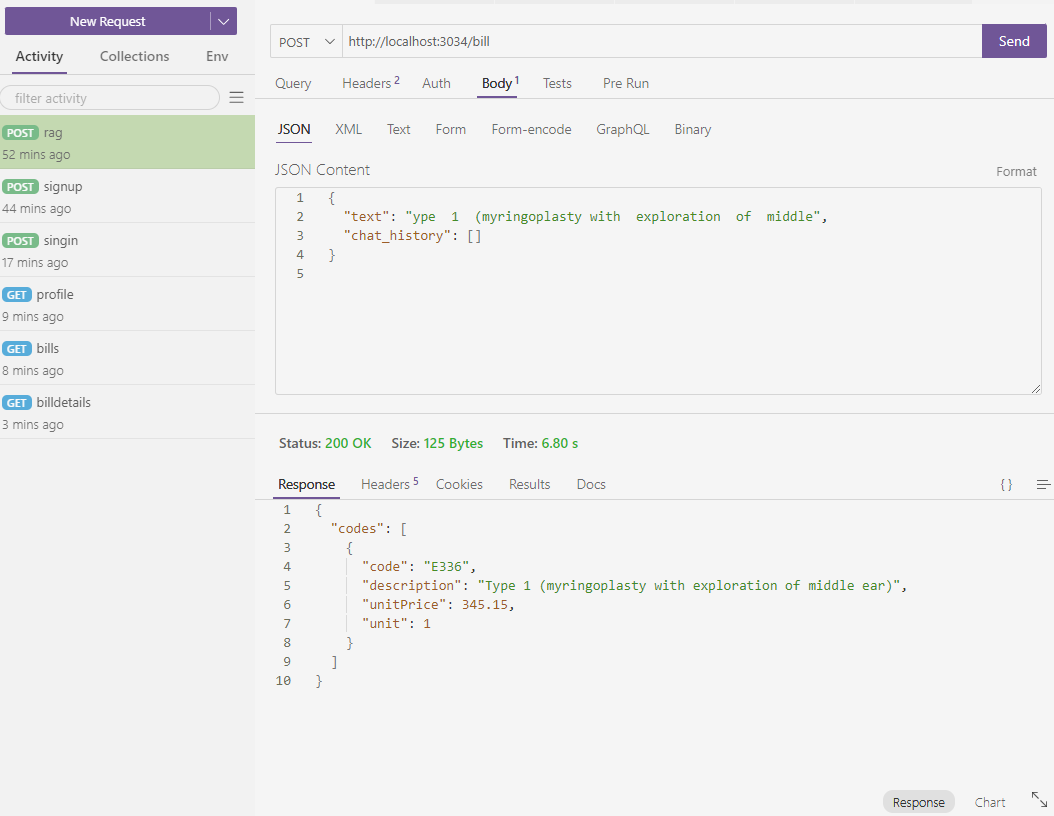 New Request
Activity Collections Env
filter activity
POST rag
52 mins ago
POST signup
44 mins ago
POST singin
17 mins ago
GET profile
9 mins ago
GET bills
8 mins ago
GET billdetails
3 mins ago
POST http://localhost:3034/bill Send
Query Headers 2 Auth Body 1 Tests Pre Run
JSON XML Text Form Form-encode GraphQL Binary
JSON Content Format
1 {
2 "text": "ype  1  (myringoplasty with  exploration  of  middle",
3 "chat_history": []
4 }
5
Status: 200 OK Size: 125 Bytes Time: 6.80 s
Response Headers 5 Cookies Results Docs { }
1 {
2 "codes": [
3 {
4 "code": "E336",
5 "description": "Type 1 (myringoplasty with exploration of middle ear)",
6 "unitPrice": 345.15,
7 "unit": 1
8 }
9 ]
10 }
Response Chart